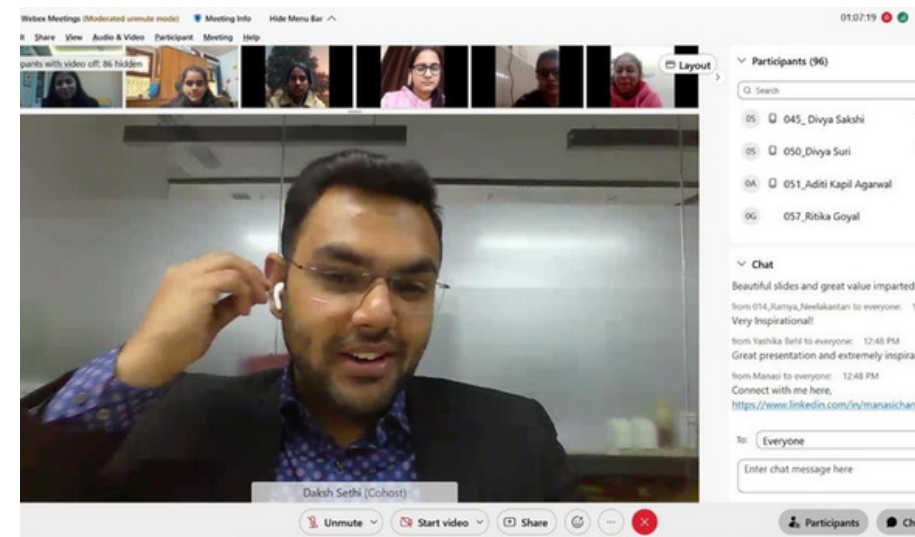 Webex Meetings (Moderated unmute mode) Meeting Info Hide Menu Bar 01:07:19
Share View Audio & Video Participant Meeting Help
pants with video off: 86 hidden
Layout
Participants (96)
Search
0S 045_ Divya Sakshi
0S 050_Divya Suri
0A 051_Aditi Kapil Agarwal
0G 057_Ritika Goyal
Chat
Beautiful slides and great value imparted
from 014_Ramya_Neelakantan to everyone: 1
Very Inspirational!
from Yashika Behl to everyone: 12:48 PM
Great presentation and extremely inspira
from Manasi to everyone: 12:48 PM
Connect with me here,
https://www.linkedin.com/in/manasichan
To: Everyone
Enter chat message here
Daksh Sethi (Cohost)
Unmute Start video Share Participants Ch